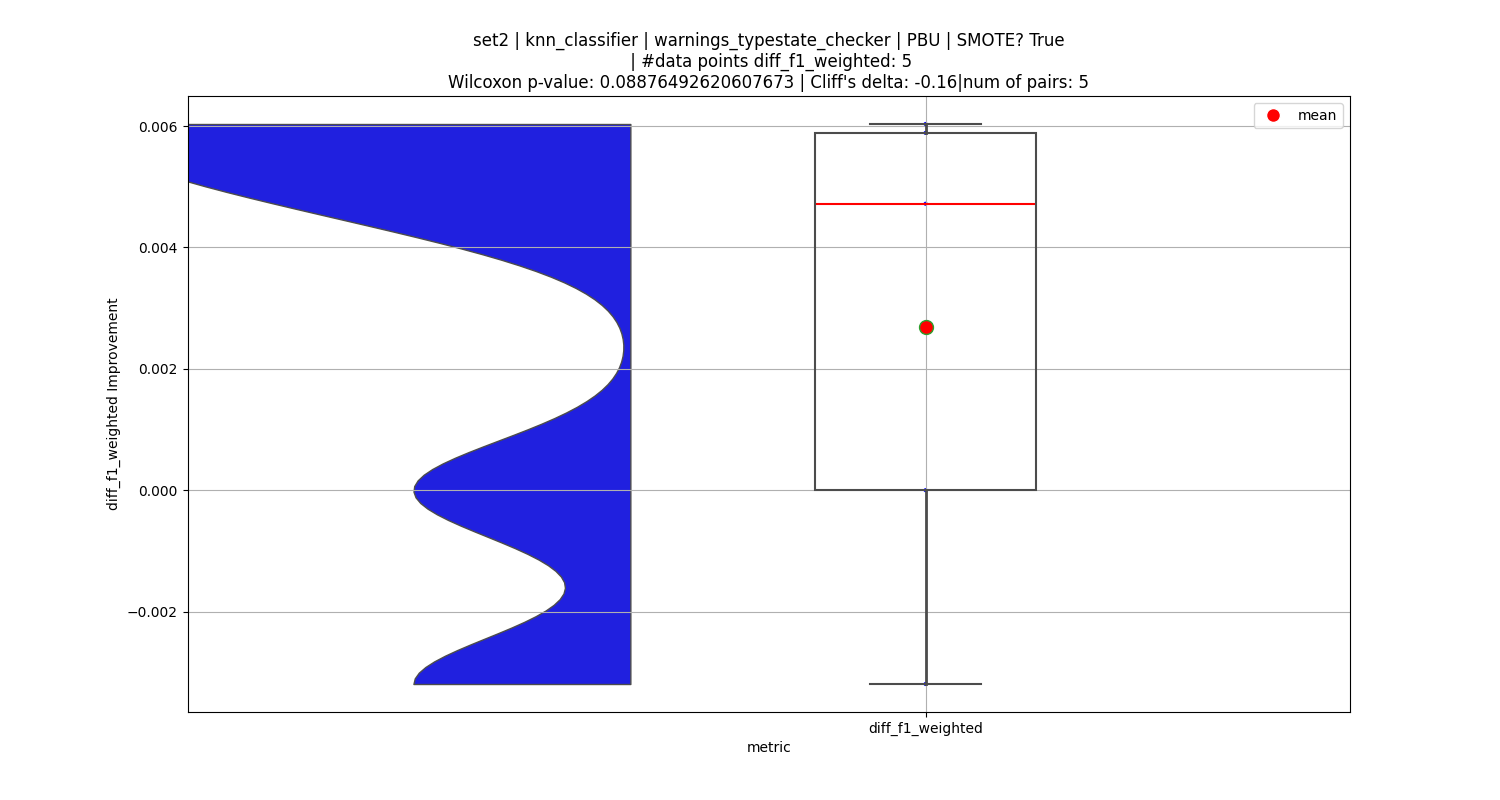 set2 | knn_classifier | warnings_typestate_checker | PBU | SMOTE? True
| #data points diff_f1_weighted: 5
Wilcoxon p-value: 0.08876492620607673 | Cliff's delta: -0.16|num of pairs: 5
mean
0.006
0.004
0.002
0.000
−0.002
diff_f1_weighted Improvement
diff_f1_weighted
metric